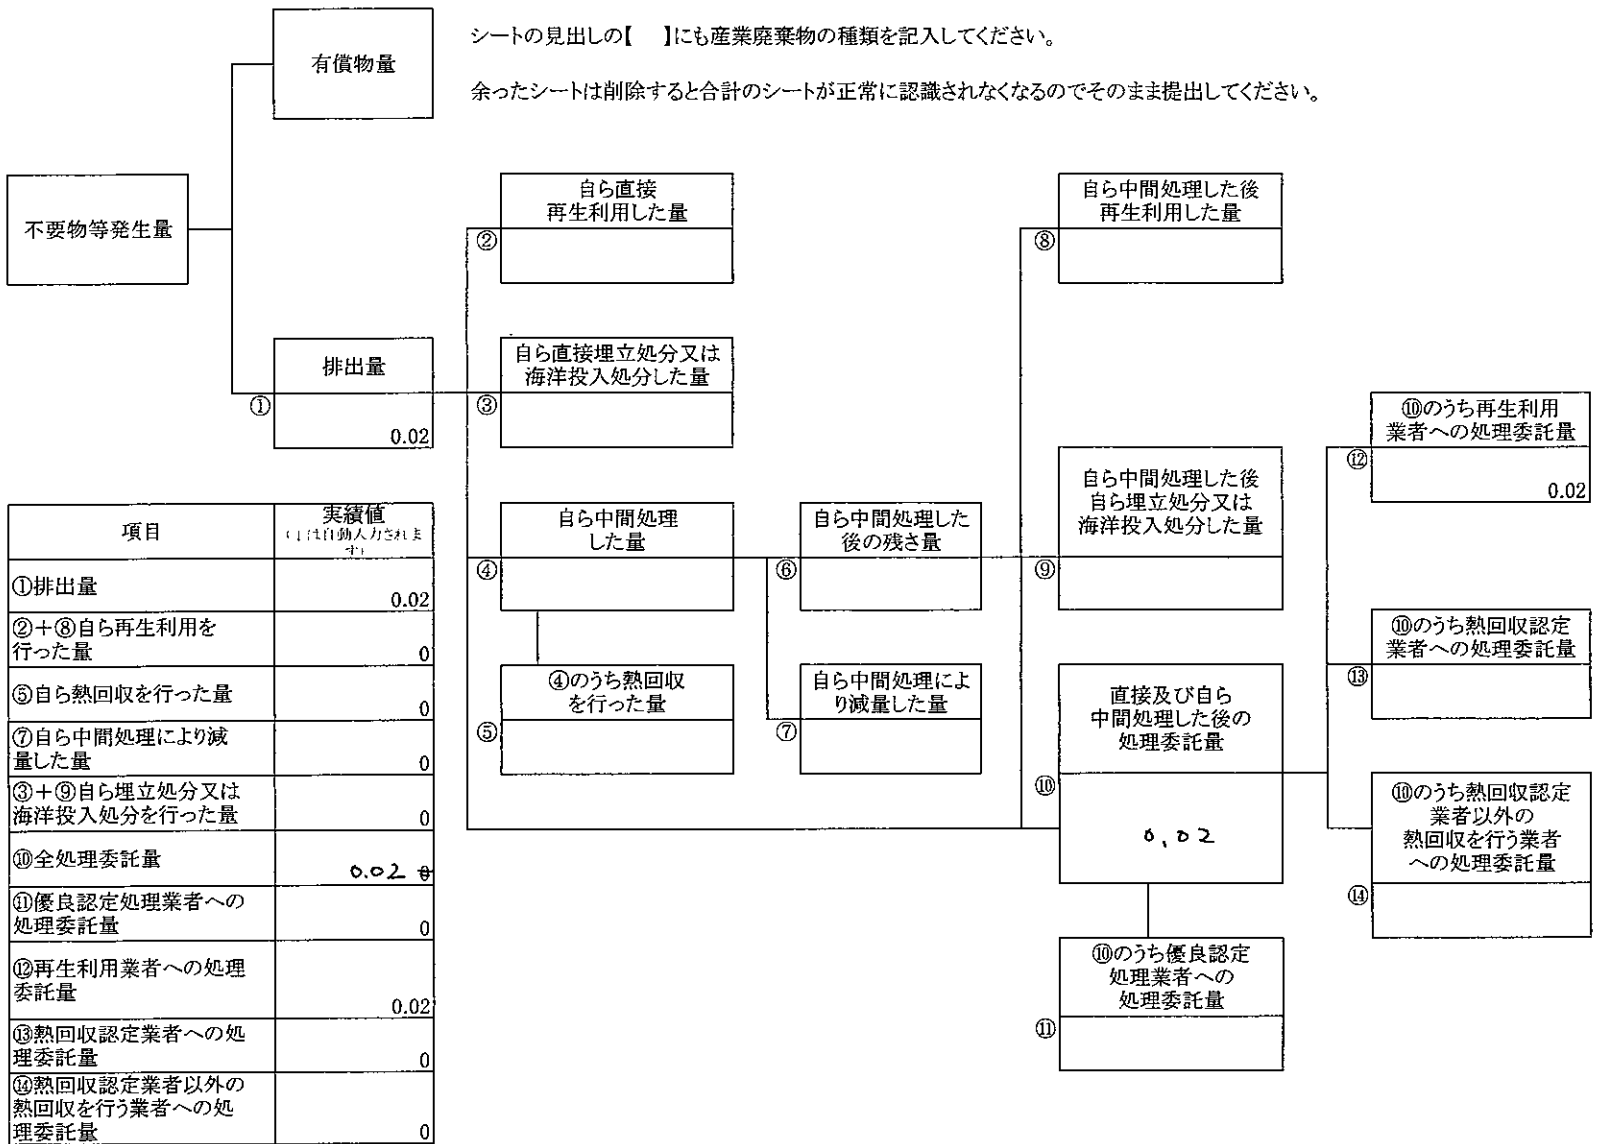 シートの見出しの【　】にも産業廃棄物の種類を記入してください。
余ったシートは削除すると合計のシートが正常に認識されなくなるのでそのまま提出してください。
有償物量
不要物等発生量
排出量
①
0.02
自ら直接
再生利用した量
②
自ら直接埋立処分又は
海洋投入処分した量
③
自ら中間処理
した量
④
④のうち熱回収
を行った量
⑤
自ら中間処理した
後の残さ量
⑥
自ら中間処理によ
り減量した量
⑦
自ら中間処理した後
再生利用した量
⑧
自ら中間処理した後
自ら埋立処分又は
海洋投入処分した量
⑨
直接及び自ら
中間処理した後の
処理委託量
⑩
0.02
⑩のうち優良認定
処理業者への
処理委託量
⑪
⑩のうち再生利用
業者への処理委託量
⑫
0.02
⑩のうち熱回収認定
業者への処理委託量
⑬
⑩のうち熱回収認定
業者以外の
熱回収を行う業者
への処理委託量
⑭
項目
実績値
①排出量
0.02
②+⑧自ら再生利用を
行った量
0
⑤自ら熱回収を行った量
0
⑦自ら中間処理により減
量した量
0
③+⑨自ら埋立処分又は
海洋投入処分を行った量
0
⑩全処理委託量
0.02 0
⑪優良認定処理業者への
処理委託量
0
⑫再生利用業者への処理
委託量
0.02
⑬熱回収認定業者への処
理委託量
0
⑭熱回収認定業者以外の
熱回収を行う業者への処
理委託量
0